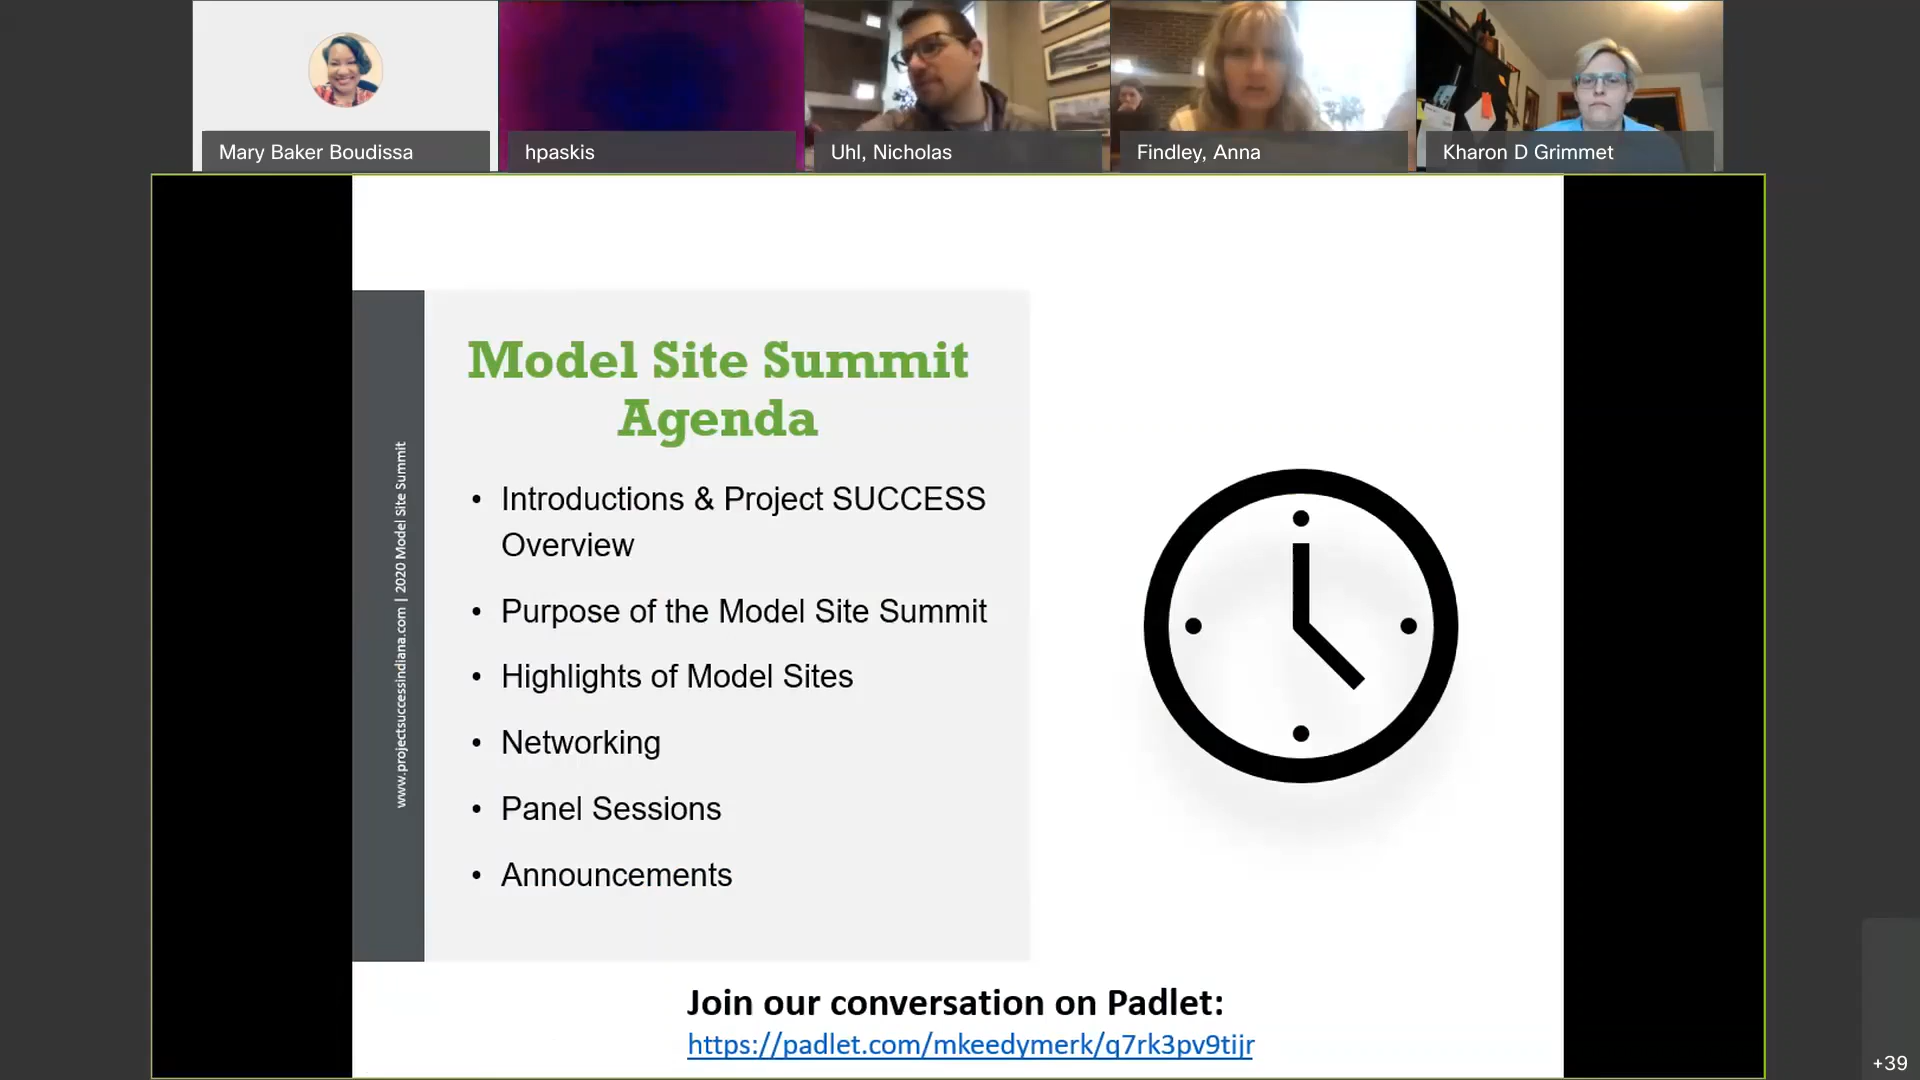 Mary Baker Boudissa
hpaskis
Uhl, Nicholas
Findley, Anna
Kharon D Grimmet
www.projectsuccessindiana.com | 2020 Model Site Summit
Model Site Summit
Agenda
• Introductions & Project SUCCESS
Overview
• Purpose of the Model Site Summit
• Highlights of Model Sites
• Networking
• Panel Sessions
• Announcements
Join our conversation on Padlet:
https://padlet.com/mkeedymerk/q7rk3pv9tijr
+39